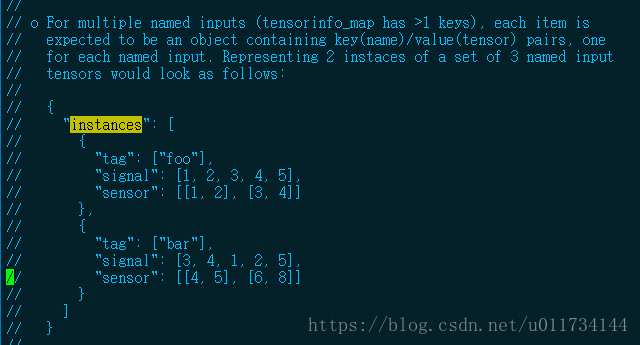 //
// o For multiple named inputs (tensorinfo_map has >1 keys), each item is
//   expected to be an object containing key(name)/value(tensor) pairs, one
//   for each named input. Representing 2 instaces of a set of 3 named input
//   tensors would look as follows:
//
//   {
//     "instances": [
//       {
//         "tag": ["foo"],
//         "signal": [1, 2, 3, 4, 5],
//         "sensor": [[1, 2], [3, 4]]
//       },
//       {
//         "tag": ["bar"],
//         "signal": [3, 4, 1, 2, 5],
//         "sensor": [[4, 5], [6, 8]]
//       }
//     ]
//   }
//
https://blog.csdn.net/u011734144